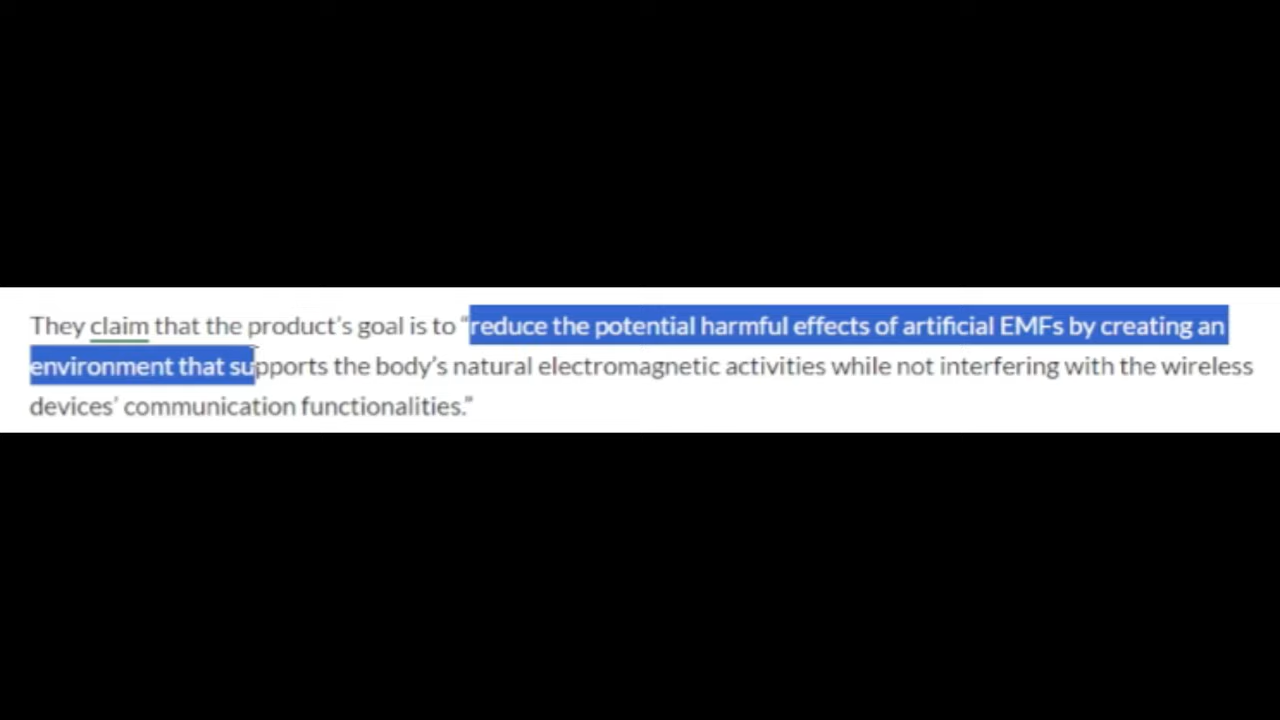 They claim that the product's goal is to “reduce the potential harmful effects of artificial EMFs by creating an
environment that supports the body's natural electromagnetic activities while not interfering with the wireless
devices' communication functionalities.”